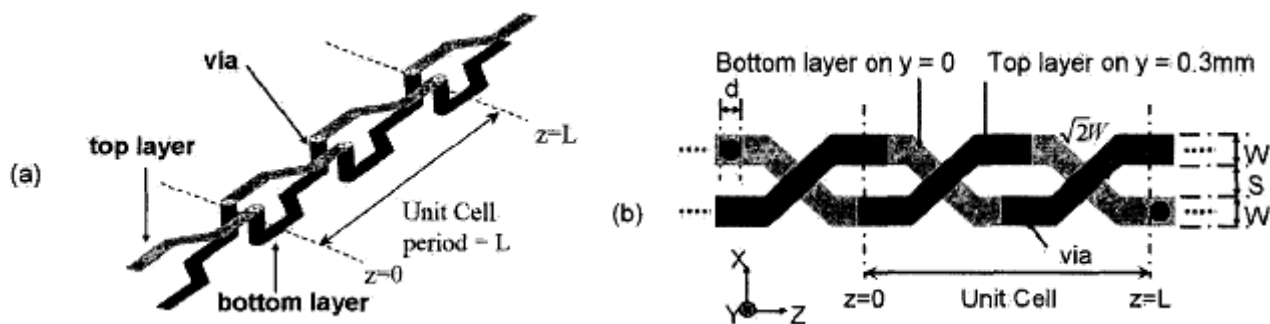 (a)
via
top layer
z=L
Unit Cell
period = L
z=0
bottom layer
(b)
Bottom layer on y = 0
Top layer on y = 0.3mm
d
√2W
W
S
W
via
X
Y
Z
z=0
Unit Cell
z=L